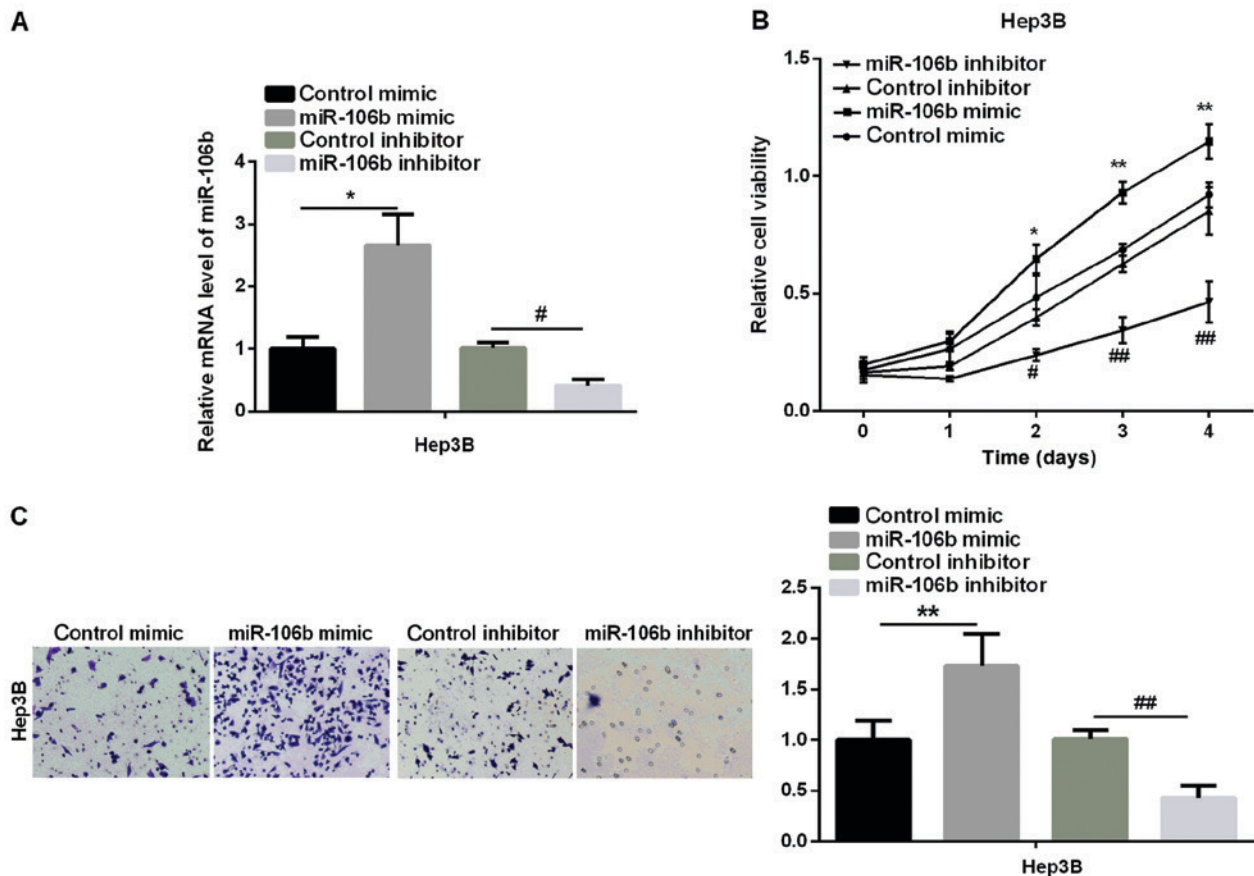 A
Control mimic
miR-106b mimic
Control inhibitor
miR-106b inhibitor
Relative mRNA level of miR-106b
4
3
2
1
0
*
#
Hep3B
B
Hep3B
miR-106b inhibitor
Control inhibitor
miR-106b mimic
Control mimic
Relative cell viability
1.5
1.0
0.5
0.0
*
**
**
#
##
##
0 1 2 3 4
Time (days)
C
Control mimic miR-106b mimic Control inhibitor miR-106b inhibitor
Hep3B
Control mimic
miR-106b mimic
Control inhibitor
miR-106b inhibitor
2.5
2.0
1.5
1.0
0.5
0.0
**
##
Hep3B